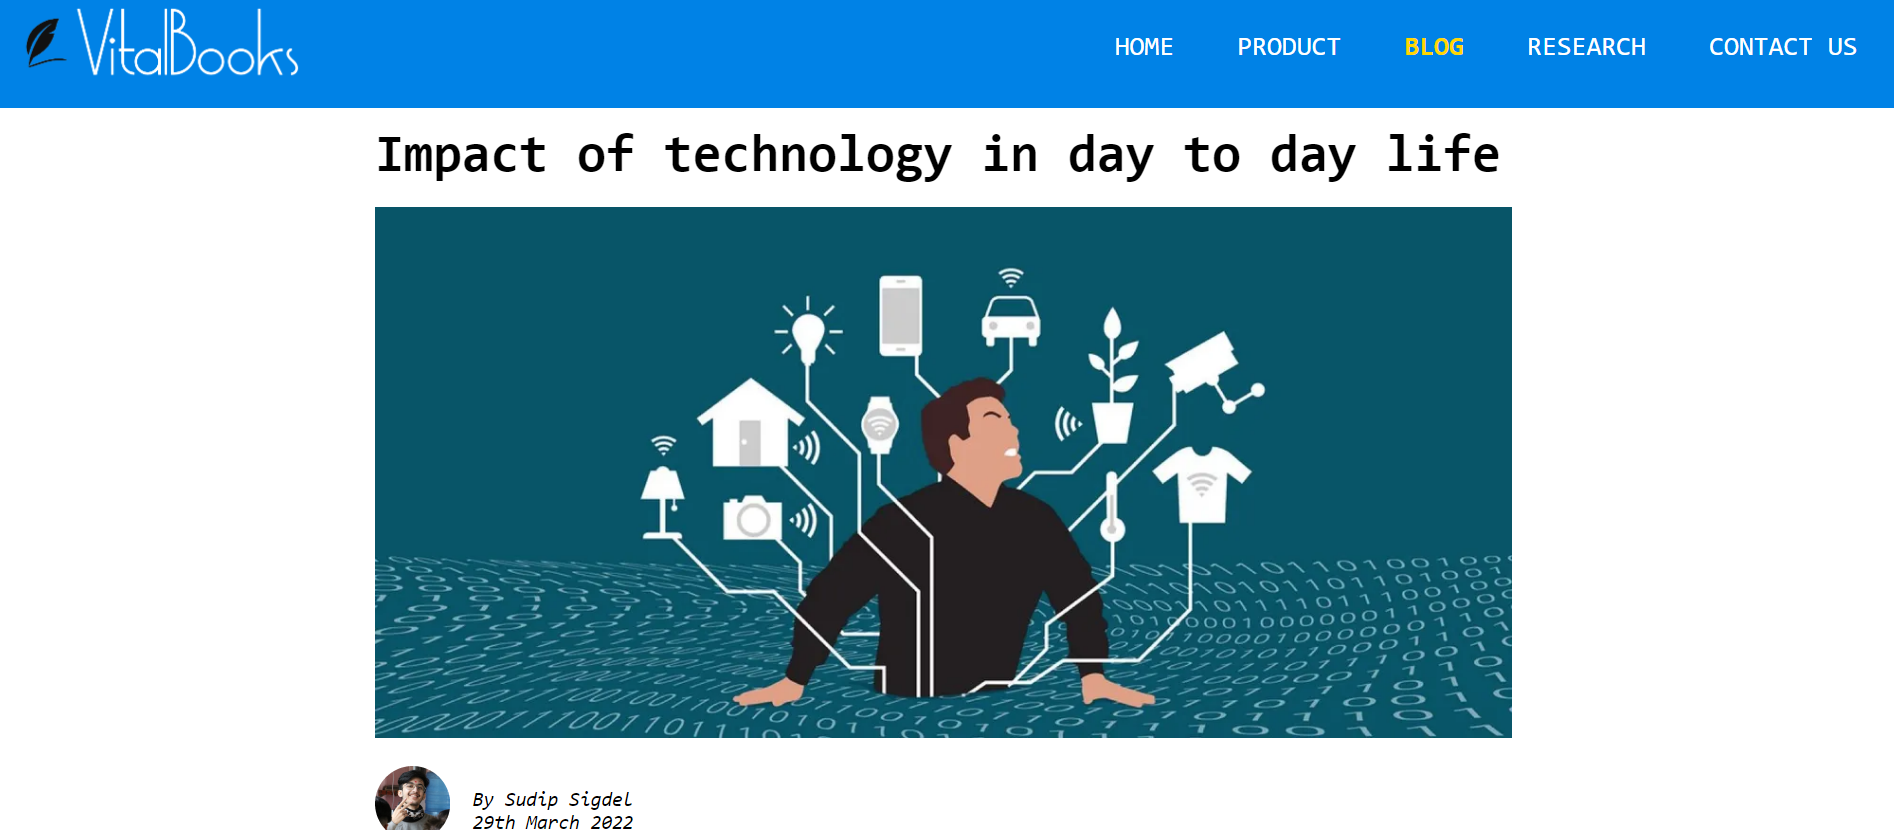 VitalBooks
HOME PRODUCT BLOG RESEARCH CONTACT US
Impact of technology in day to day life
By Sudip Sigdel
29th March 2022